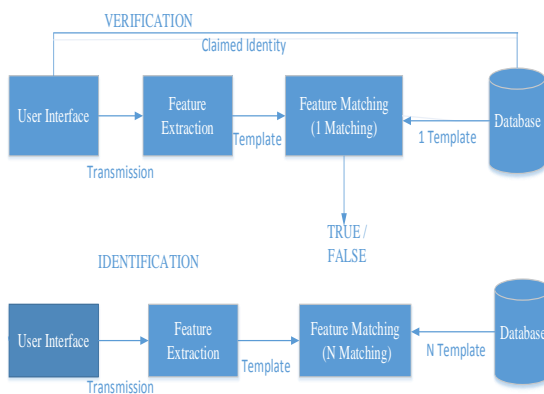 VERIFICATION
Claimed Identity
User Interface
Feature
Extraction
Feature Matching
(1 Matching)
Database
Template
1 Template
Transmission
TRUE /
FALSE
IDENTIFICATION
User Interface
Feature
Extraction
Feature Matching
(N Matching)
Database
Template
N Template
Transmission